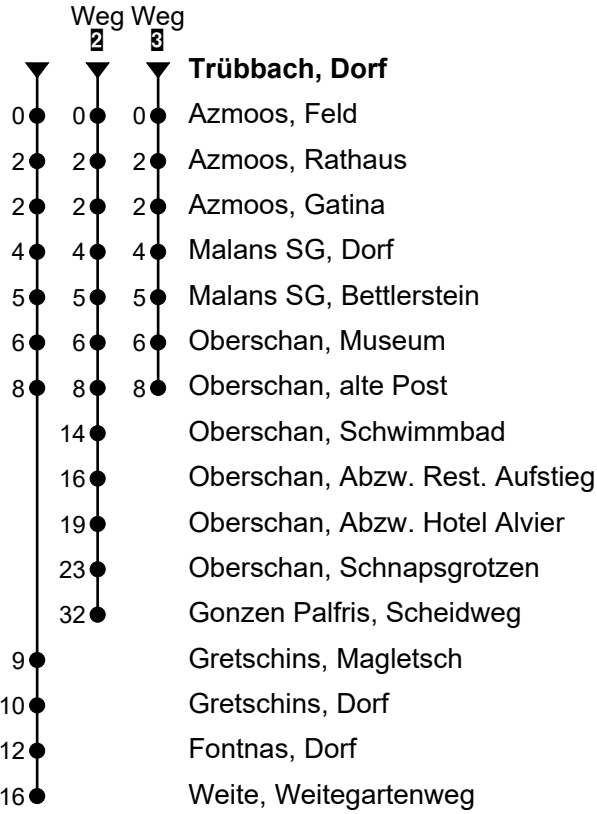 Weg Weg
2 3
Trübbach, Dorf
0 0 0 Azmoos, Feld
2 2 2 Azmoos, Rathaus
2 2 2 Azmoos, Gatina
4 4 4 Malans SG, Dorf
5 5 5 Malans SG, Bettlerstein
6 6 6 Oberschan, Museum
8 8 8 Oberschan, alte Post
14 Oberschan, Schwimmbad
16 Oberschan, Abzw. Rest. Aufstieg
19 Oberschan, Abzw. Hotel Alvier
23 Oberschan, Schnapsgrotzen
32 Gonzen Palfris, Scheidweg
9 Gretschins, Magletsch
10 Gretschins, Dorf
12 Fontnas, Dorf
16 Weite, Weitegartenweg